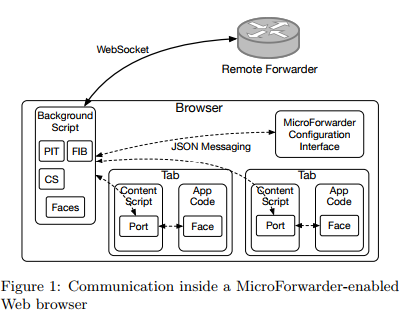 WebSocket
Remote Forwarder
Browser
Background
Script
PIT
FIB
CS
Faces
JSON Messaging
MicroForwarder
Configuration
Interface
Tab
Content
Script
Port
App
Code
Face
Tab
Content
Script
Port
App
Code
Face
Figure 1: Communication inside a MicroForwarder-enabled
Web browser